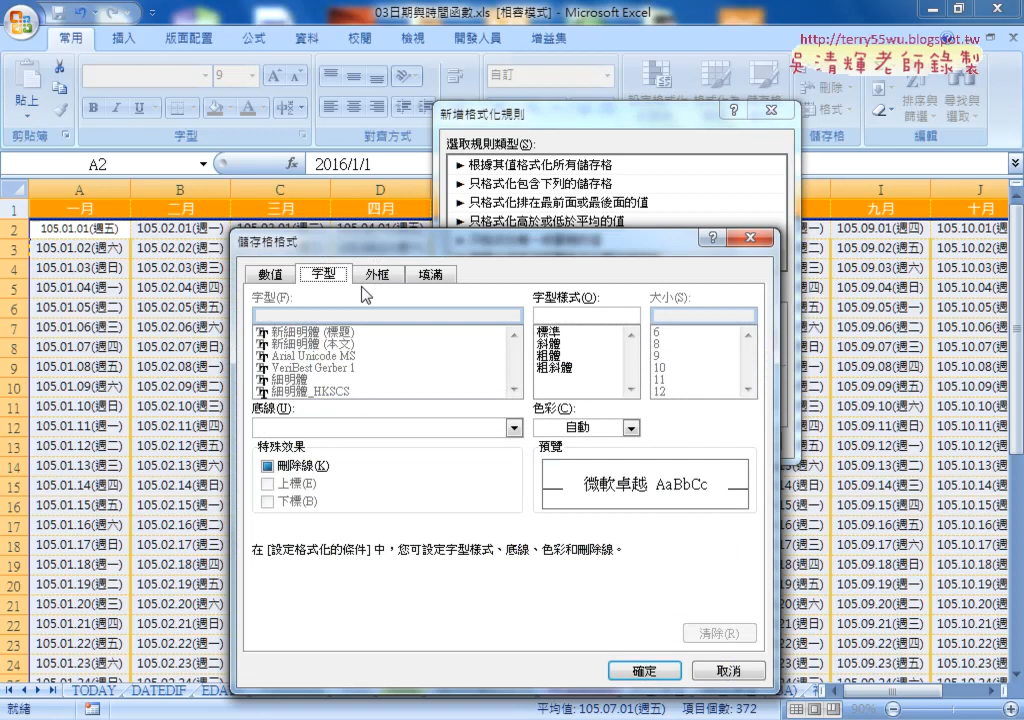 03日期與時間函數.xls [相容模式] - Microsoft Excel
常用 插入 版面配置 公式 資料 校閱 檢視 開發人員 增益集
http://terry55wu.blogspot.tw
吳清輝老師錄製
貼上 9 自訂 刪除 格式 排序與篩選 尋找與選取
剪貼簿 字型 對齊方式 儲存格 編輯
A2 fx 2016/1/1
新增格式化規則
選取規則類型(S):
► 根據其值格式化所有儲存格
► 只格式化包含下列的儲存格
► 只格式化排在最前面或最後面的值
► 只格式化高於或低於平均的值
A B C D I J
1 一月 二月 三月 四月 九月 十月
2 105.01.01(週五) 105.02.01(週一) 105.09.01(週四)
3 105.01.02(週六) 105.02.02(週二) 105.09.02(週五)
4 105.01.03(週日) 105.02.03(週三) 105.09.03(週六)
5 105.01.04(週一) 105.02.04(週四) 105.09.04(週日)
6 105.01.05(週二) 105.02.05(週五) 105.09.05(週一)
7 105.01.06(週三) 105.02.06(週六) 105.09.06(週二)
8 105.01.07(週四) 105.02.07(週日) 105.09.07(週三)
9 105.01.08(週五) 105.02.08(週一) 105.09.08(週四)
10 105.01.09(週六) 105.02.09(週二) 105.09.09(週五)
11 105.01.10(週日) 105.02.10(週三) 105.09.10(週六)
12 105.01.11(週一) 105.02.11(週四) 105.09.11(週日)
13 105.01.12(週二) 105.02.12(週五) 105.09.12(週一)
14 105.01.13(週三) 105.02.13(週六) 105.09.13(週二)
15 105.01.14(週四) 105.02.14(週日) 105.09.14(週三)
16 105.01.15(週五) 105.02.15(週一) 105.09.15(週四)
17 105.01.16(週六) 105.02.16(週二) 105.09.16(週五)
18 105.01.17(週日) 105.02.17(週三) 105.09.17(週六)
19 105.01.18(週一) 105.02.18(週四) 105.09.18(週日)
20 105.01.19(週二) 105.02.19(週五) 105.09.19(週一)
21 105.01.20(週三) 105.02.20(週六) 105.09.20(週二)
22 105.01.21(週四) 105.02.21(週日) 105.09.21(週三)
23 105.01.22(週五) 105.02.22(週一) 105.09.22(週四)
24 105.01.23(週六) 105.02.23(週二) 105.09.23(週五)
儲存格格式
數值 字型 外框 填滿
字型(F): 字型樣式(O): 大小(S):
新細明體 (標題) 標準 6
新細明體 (本文) 斜體 8
Arial Unicode MS 粗體 9
VeriBest Gerber 1 粗斜體 10
細明體 11
細明體_HKSCS 12
底線(U): 色彩(C):
自動
特殊效果 預覽
刪除線(K)
上標(E) 微軟卓越 AaBbCc
下標(B)
在 [設定格式化的條件] 中，您可設定字型樣式、底線、色彩和刪除線。
清除(R)
確定 取消
TODAY DATEDIF
就緒 平均值: 105.07.01(週五) 項目個數: 372 90%